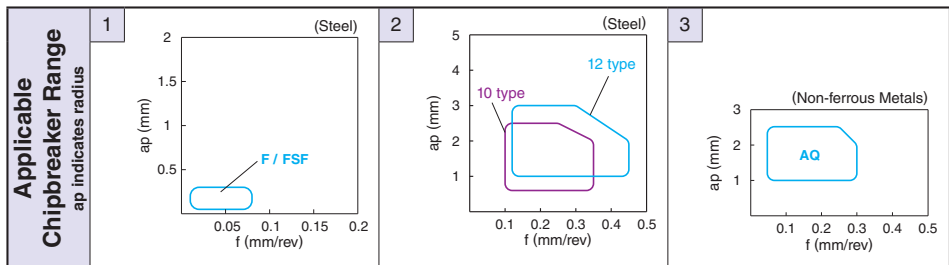 Applicable
Chipbreaker Range
ap indicates radius
1
(Steel)
ap (mm)
2
1.5
1
0.5
F / FSF
0.05
0.1
0.15
0.2
f (mm/rev)
2
(Steel)
ap (mm)
5
4
3
2
1
12 type
10 type
0.1
0.2
0.3
0.4
0.5
f (mm/rev)
3
(Non-ferrous Metals)
ap (mm)
3
2
1
AQ
0.1
0.2
0.3
0.4
0.5
f (mm/rev)